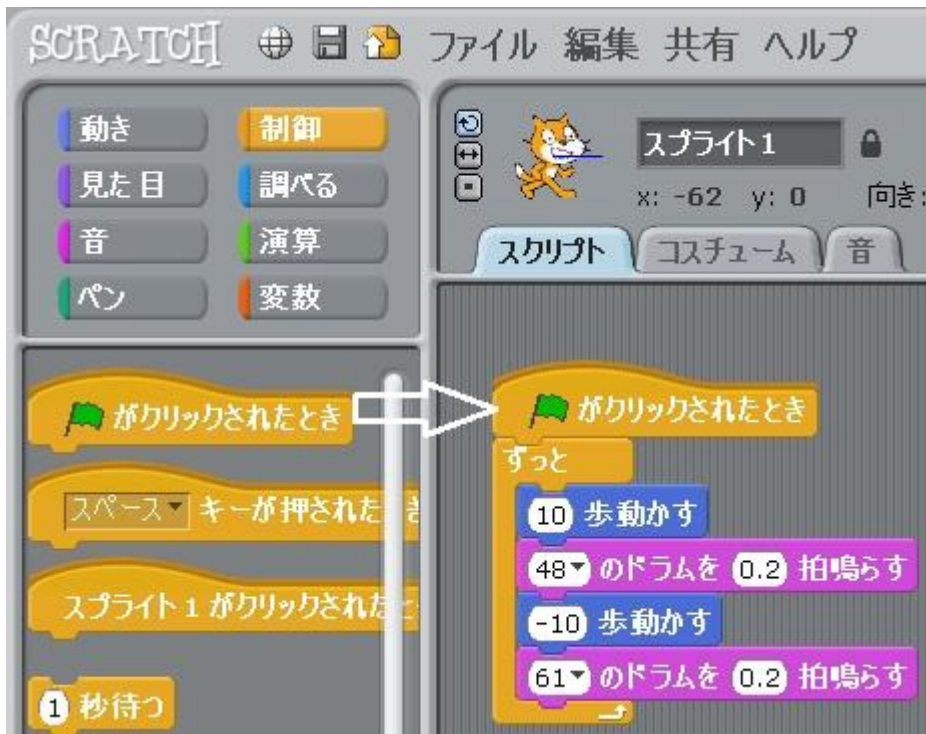 SCRATCH ファイル 編集 共有 ヘルプ
動き 制御
見た目 調べる
音 演算
ペン 変数
スプライト1
x: -62 y: 0 向き:
スクリプト コスチューム 音
がクリックされたとき
スペース キーが押された
スプライト1がクリックされた
1 秒待つ
がクリックされたとき
ずっと
10 歩動かす
48 のドラムを 0.2 拍鳴らす
-10 歩動かす
61 のドラムを 0.2 拍鳴らす